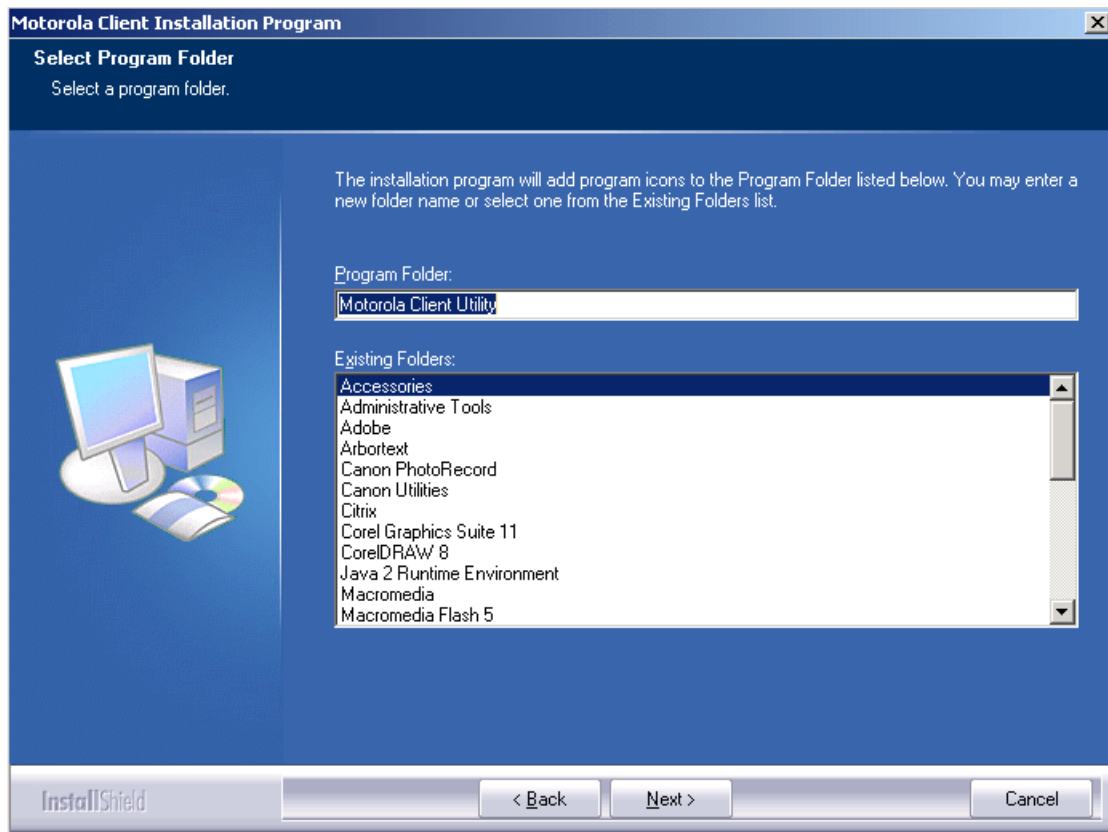 Motorola Client Installation Program
Select Program Folder
Select a program folder.
The installation program will add program icons to the Program Folder listed below. You may enter a
new folder name or select one from the Existing Folders list.
Program Folder:
Motorola Client Utility
Existing Folders:
Accessories
Administrative Tools
Adobe
Arbortext
Canon PhotoRecord
Canon Utilities
Citrix
Corel Graphics Suite 11
CorelDRAW 8
Java 2 Runtime Environment
Macromedia
Macromedia Flash 5
InstallShield
< Back
Next >
Cancel